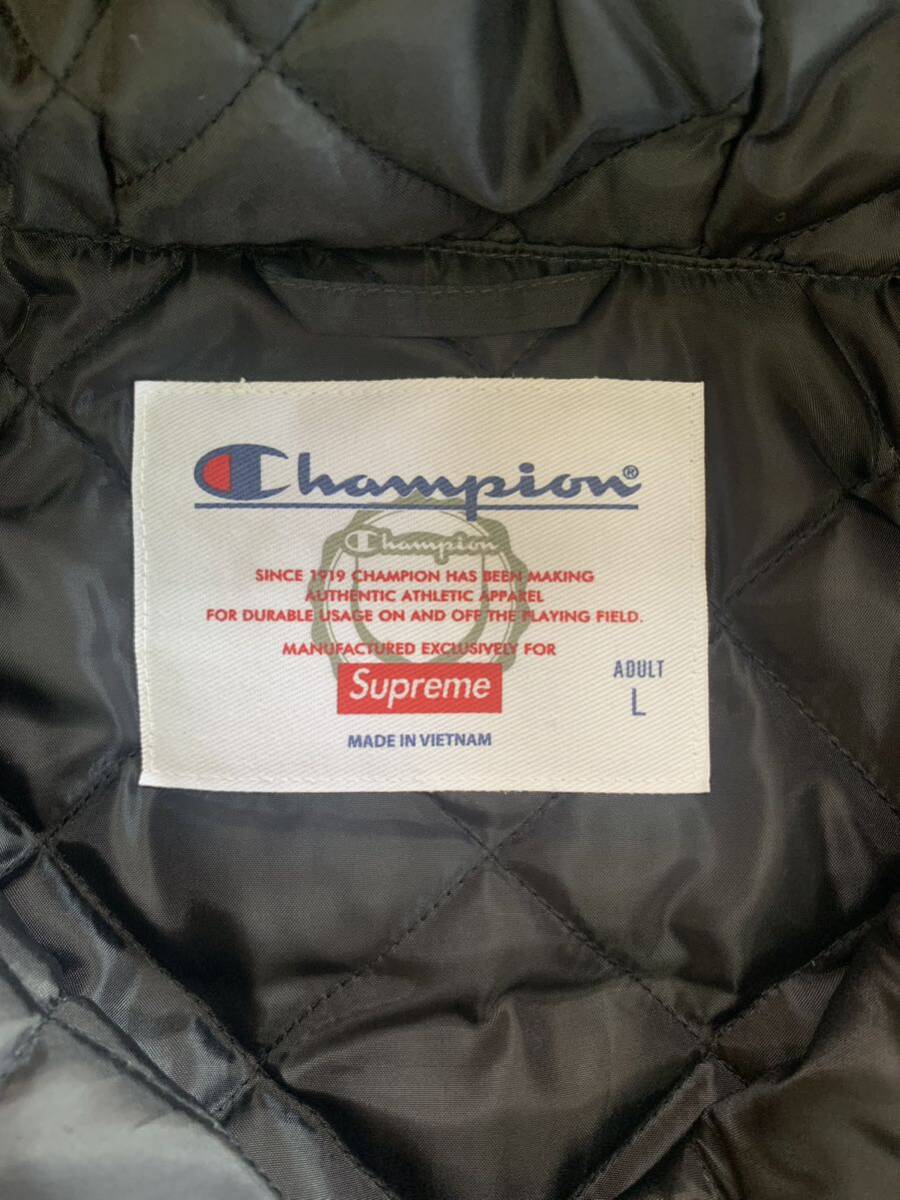 Champion®
Champion
SINCE 1919 CHAMPION HAS BEEN MAKING
AUTHENTIC ATHLETIC APPAREL
FOR DURABLE USAGE ON AND OFF THE PLAYING FIELD.
MANUFACTURED EXCLUSIVELY FOR
Supreme
ADULT
L
MADE IN VIETNAM